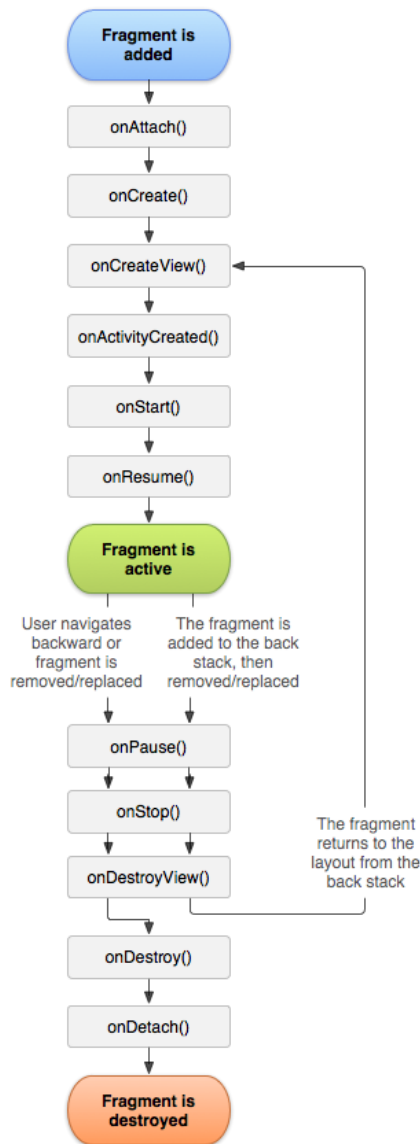 Fragment is
added
onAttach()
onCreate()
onCreateView()
onActivityCreated()
onStart()
onResume()
Fragment is
active
User navigates
backward or
fragment is
removed/replaced
The fragment is
added to the back
stack, then
removed/replaced
onPause()
onStop()
onDestroyView()
The fragment
returns to the
layout from the
back stack
onDestroy()
onDetach()
Fragment is
destroyed